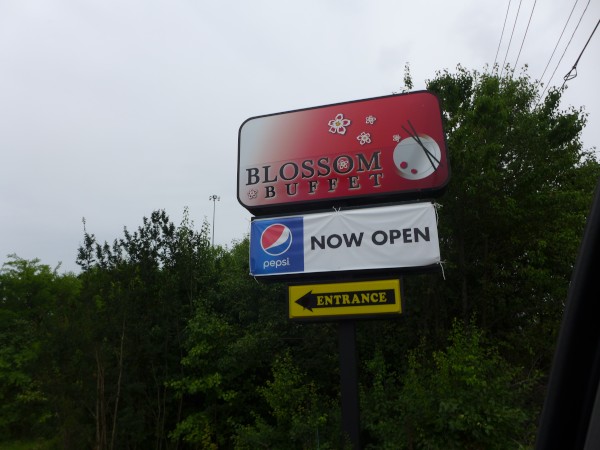 BLOSSOM
BUFFET
pepsi
NOW OPEN
ENTRANCE